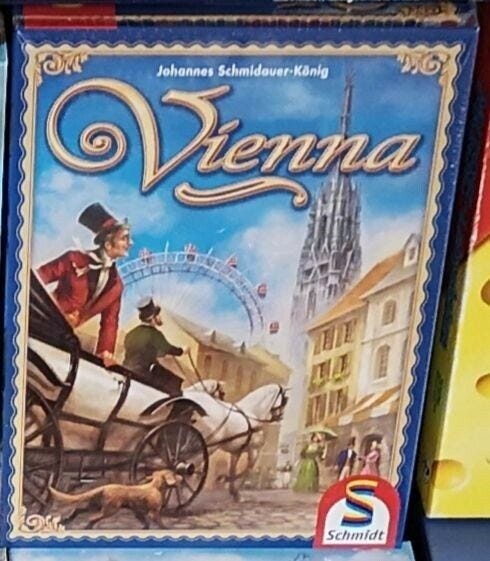 Johannes Schmidauer-König
Vienna
S
Schmidt